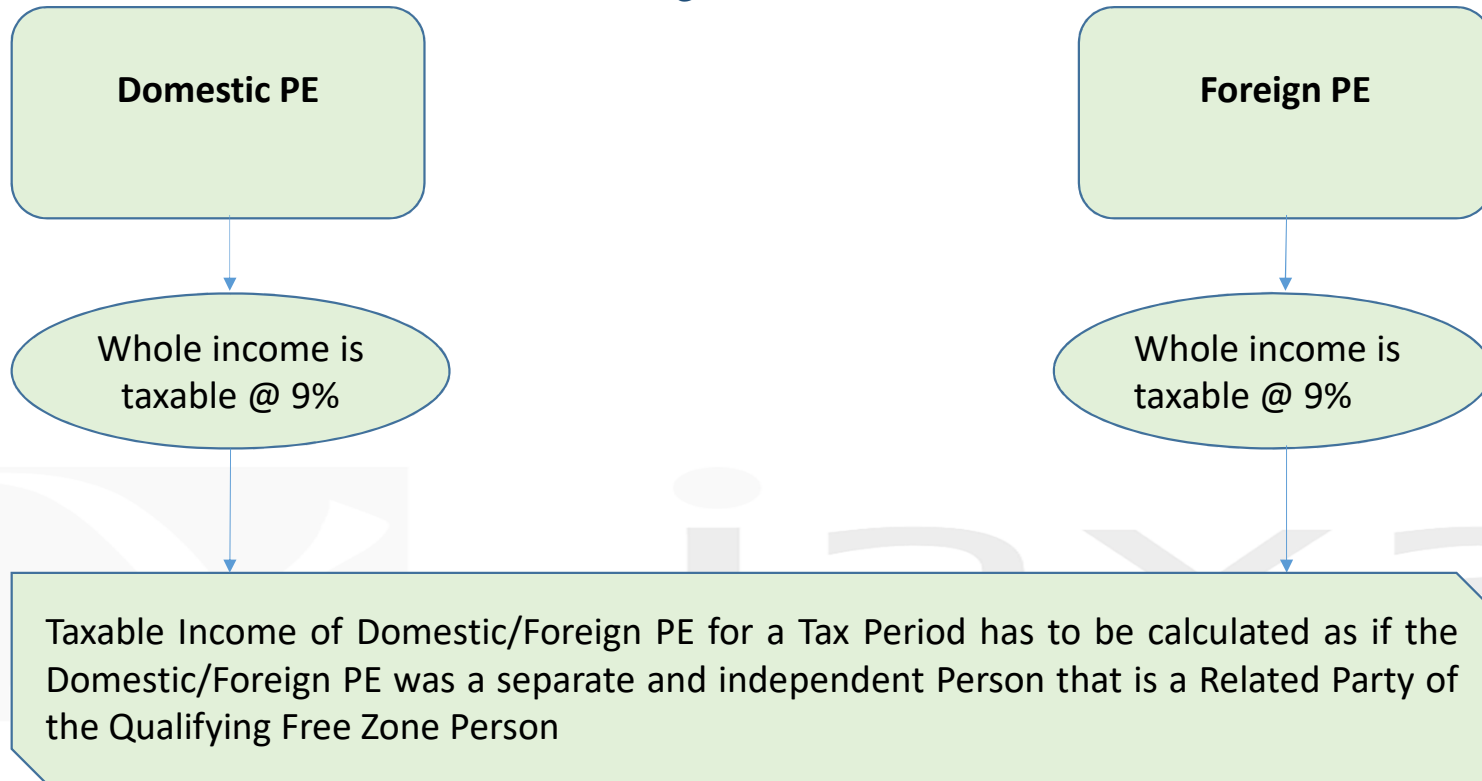 Domestic PE
Foreign PE
Whole income is
taxable @ 9%
Whole income is
taxable @ 9%
Taxable Income of Domestic/Foreign PE for a Tax Period has to be calculated as if the
Domestic/Foreign PE was a separate and independent Person that is a Related Party of
the Qualifying Free Zone Person